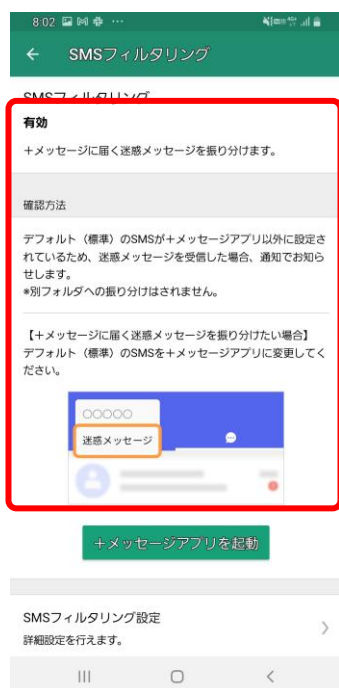 8:02
SMSフィルタリング
SMSフィルタリング
有効
+メッセージに届く迷惑メッセージを振り分けます。
確認方法
デフォルト（標準）のSMSが+メッセージアプリ以外に設定さ
れているため、迷惑メッセージを受信した場合、通知でお知ら
せします。
*別フォルダへの振り分けはされません。
【+メッセージに届く迷惑メッセージを振り分けたい場合】
デフォルト（標準）のSMSを+メッセージアプリに変更してく
ださい。
○○○○○
迷惑メッセージ
+メッセージアプリを起動
SMSフィルタリング設定
詳細設定を行えます。